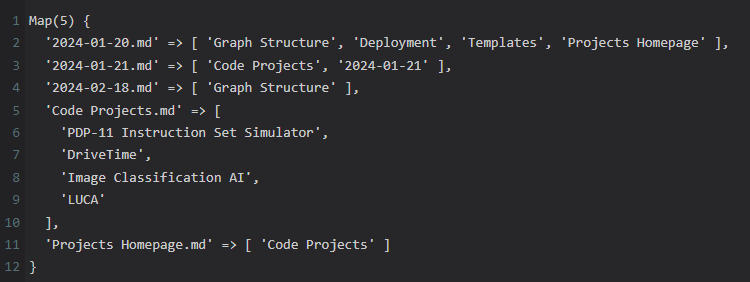 1 Map(5) {
2   '2024-01-20.md' => [ 'Graph Structure', 'Deployment', 'Templates', 'Projects Homepage' ],
3   '2024-01-21.md' => [ 'Code Projects', '2024-01-21' ],
4   '2024-02-18.md' => [ 'Graph Structure' ],
5   'Code Projects.md' => [
6     'PDP-11 Instruction Set Simulator',
7     'DriveTime',
8     'Image Classification AI',
9     'LUCA'
10   ],
11   'Projects Homepage.md' => [ 'Code Projects' ]
12 }